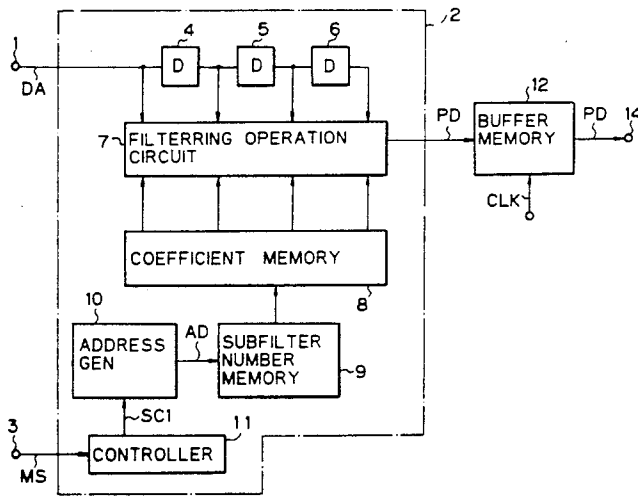 1
DA
4
D
5
D
6
D
2
7
FILTERRING OPERATION
CIRCUIT
PD
12
BUFFER
MEMORY
PD
14
CLK
COEFFICIENT MEMORY
8
10
ADDRESS
GEN
AD
SUBFILTER
NUMBER
MEMORY
9
SC1
3
MS
11
CONTROLLER